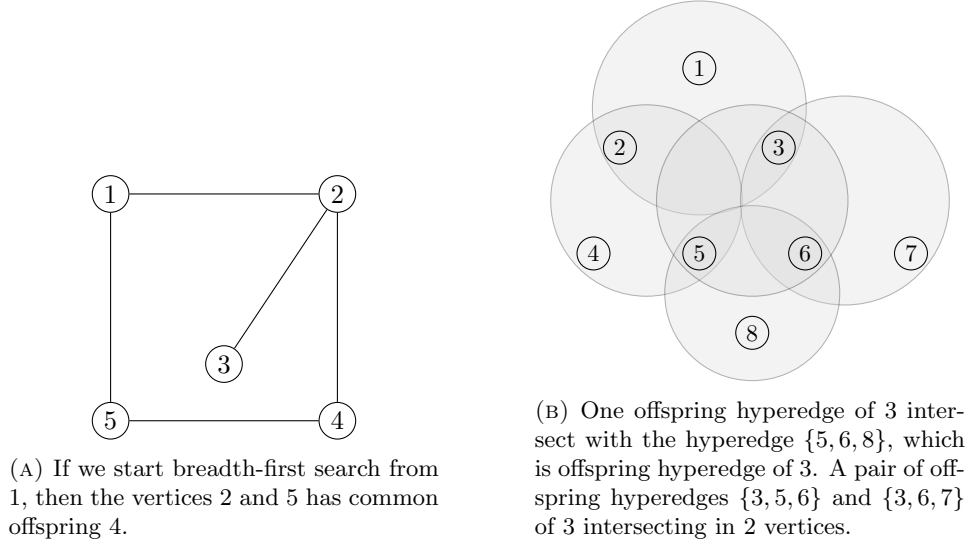 1
2
3
5
4
(A) If we start breadth-first search from
1, then the vertices 2 and 5 has common
offspring 4.
1
2
3
4
5
6
7
8
(B) One offspring hyperedge of 3 inter-
sect with the hyperedge {5, 6, 8}, which
is offspring hyperedge of 3. A pair of off-
spring hyperedges {3, 5, 6} and {3, 6, 7}
of 3 intersecting in 2 vertices.